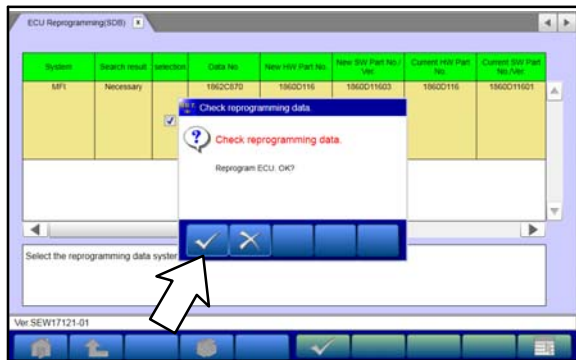 ECU Reprogramming(SDB)
System Search result selection Data No New HW Part No. New SW Part No./ Ver. Current HW Part No. Current SW Part No./Ver.
MFI Necessary 1862C870 1860D116 1860D11603 1860D116 1860D11601
Check reprogramming data.
Check reprogramming data.
Reprogram ECU. OK?
Select the reprogramming data system
Ver.SEW17121-01